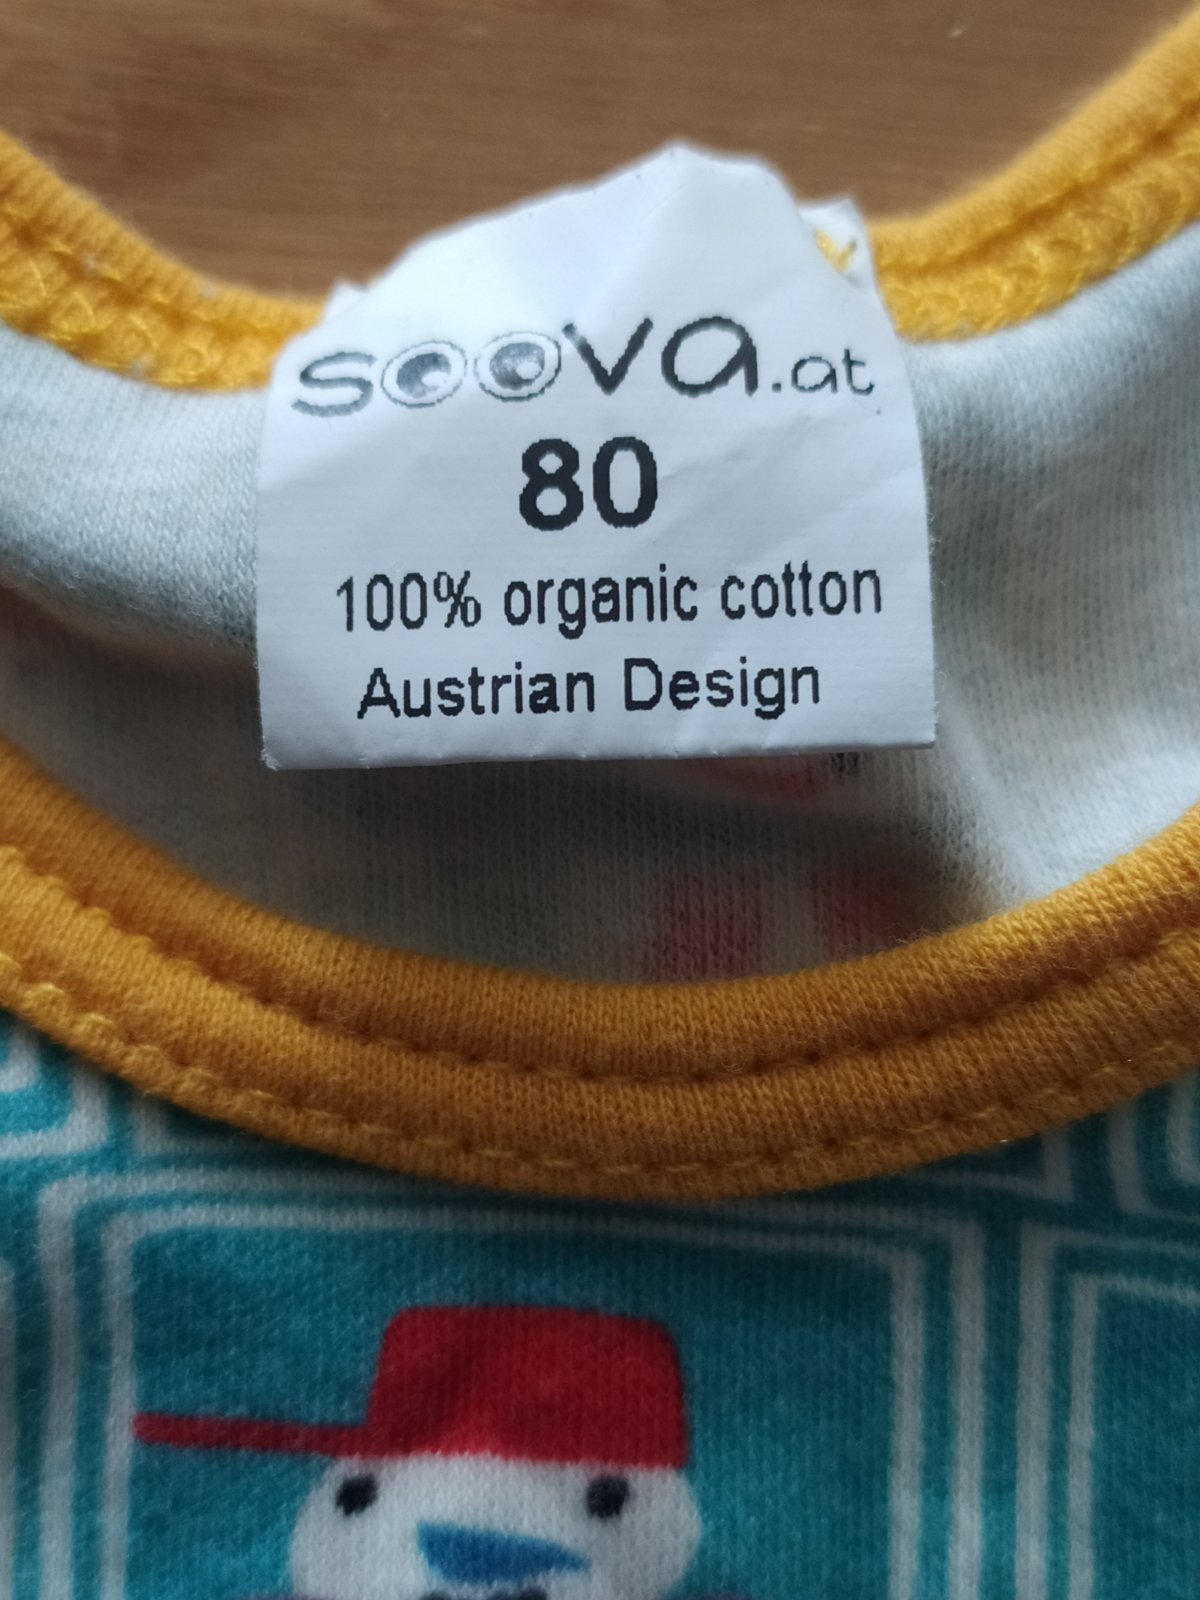 soova.at
80
100% organic cotton
Austrian Design